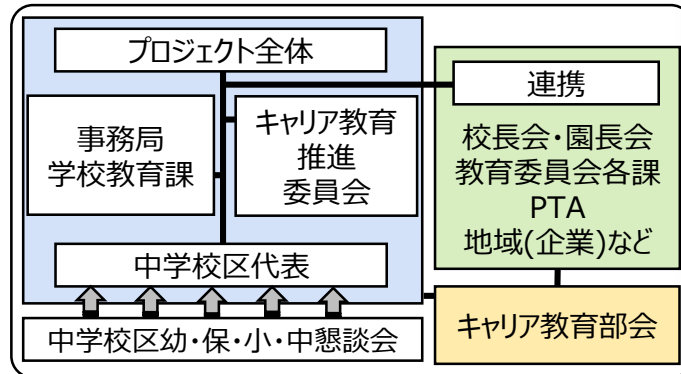 プロジェクト全体
事務局
学校教育課
キャリア教育
推進
委員会
中学校区代表
中学校区幼・保・小・中懇談会
連携
校長会・園長会
教育委員会各課
PTA
地域(企業)など
キャリア教育部会